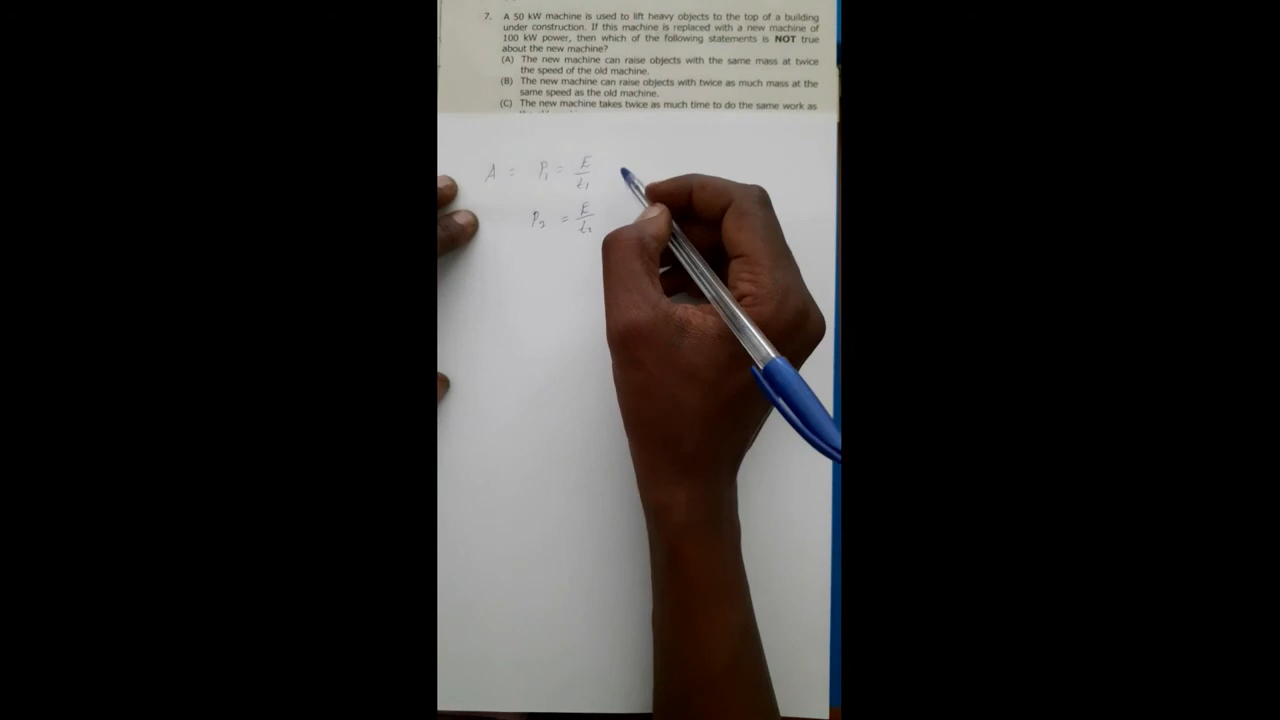 7. A 50 kW machine is used to lift heavy objects to the top of a building
under construction. If this machine is replaced with a new machine of
100 kW power, then which of the following statements is NOT true
about the new machine?
(A) The new machine can raise objects with the same mass at twice
the speed of the old machine.
(B) The new machine can raise objects with twice as much mass at the
same speed as the old machine.
(C) The new machine takes twice as much time to do the same work as
A = P₁ = E/t₁
P₂ = E/t₂